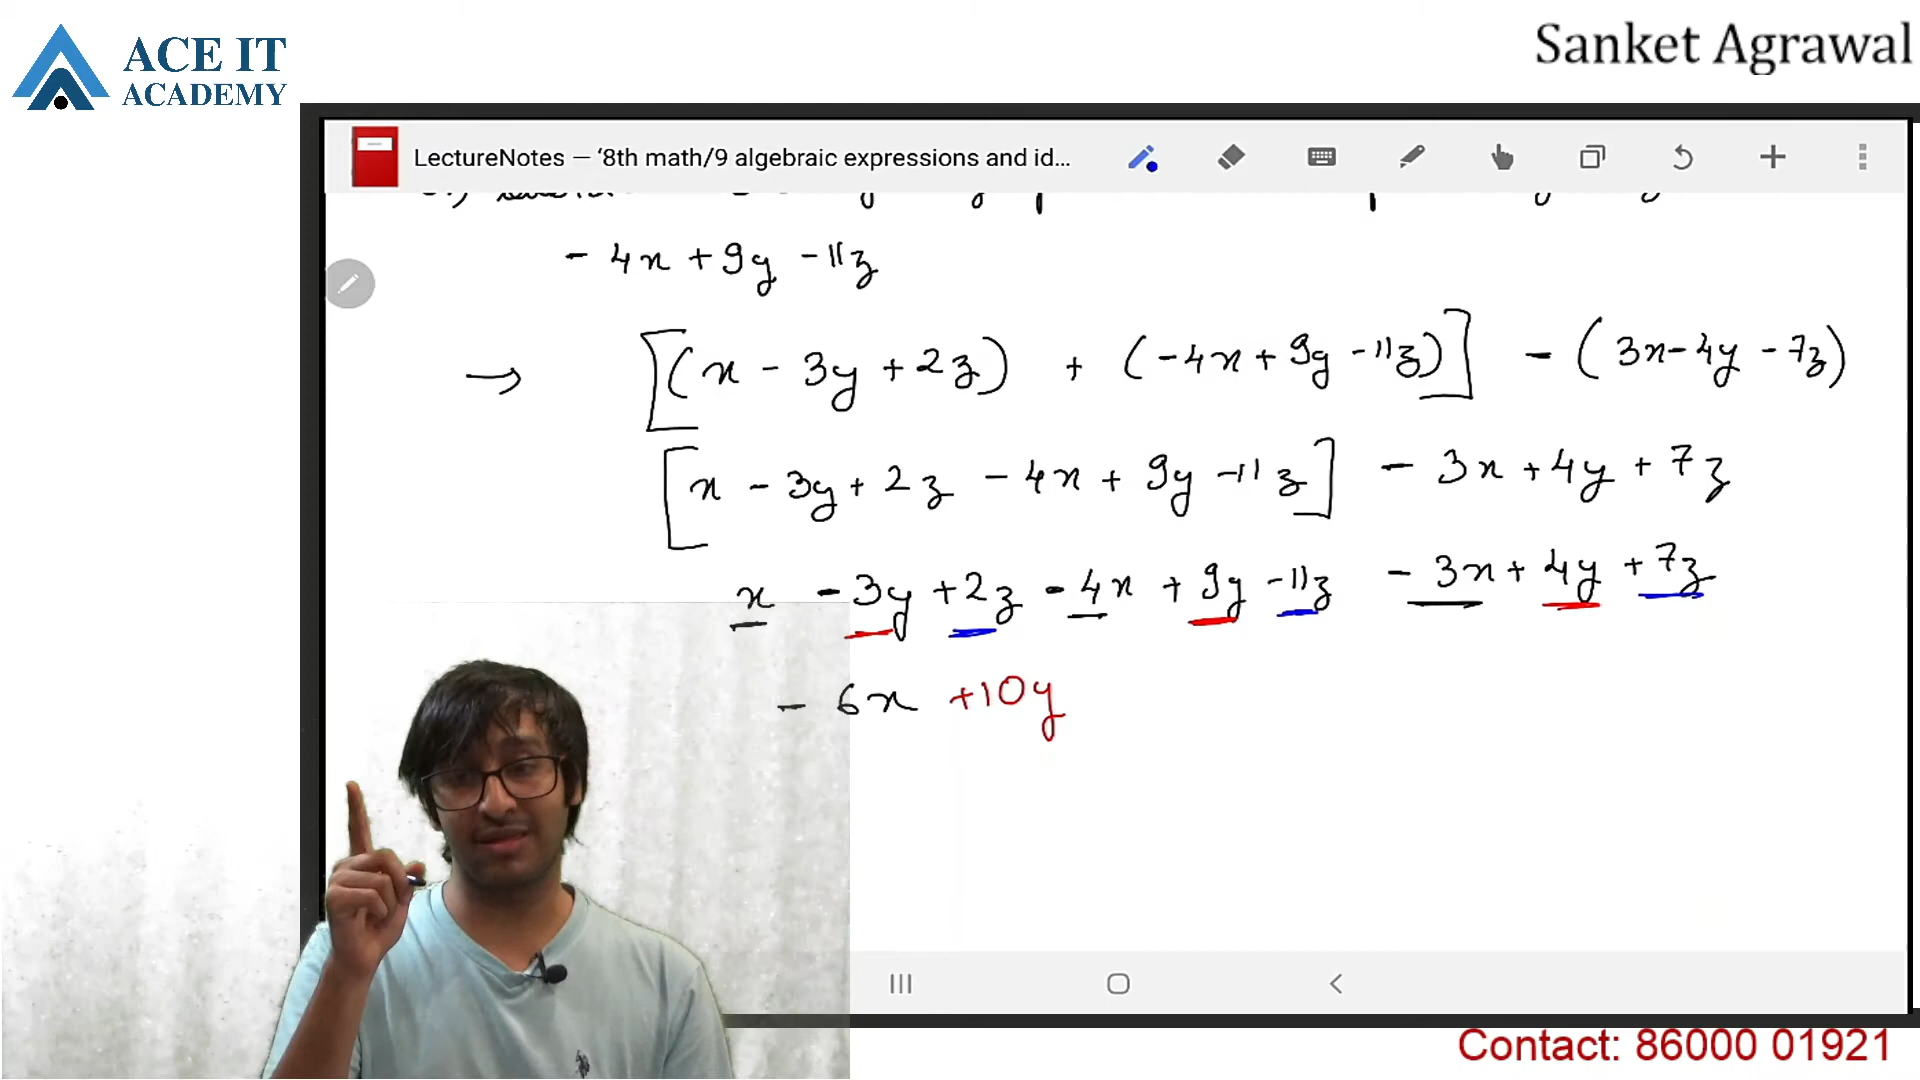 ACE IT
ACADEMY
Sanket Agrawal
LectureNotes – ‘8th math/9 algebraic expressions and id...
- 4x + 9y - 11z
→ [(x - 3y + 2z) + (-4x + 9y - 11z)] - (3x - 4y - 7z)
[x - 3y + 2z - 4x + 9y - 11z] - 3x + 4y + 7z
x - 3y + 2z - 4x + 9y - 11z - 3x + 4y + 7z
- 6x + 10y
Contact: 86000 01921